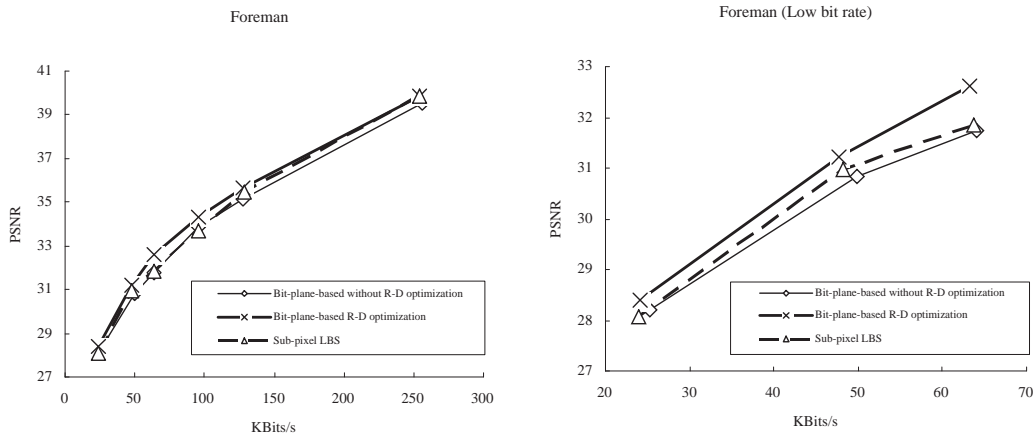 Foreman
PSNR
41
39
37
35
33
31
29
27
0
50
100
150
200
250
300
KBits/s
Bit-plane-based without R-D optimization
Bit-plane-based R-D optimization
Sub-pixel LBS
Foreman (Low bit rate)
PSNR
33
32
31
30
29
28
27
20
30
40
50
60
70
KBits/s
Bit-plane-based without R-D optimization
Bit-plane-based R-D optimization
Sub-pixel LBS